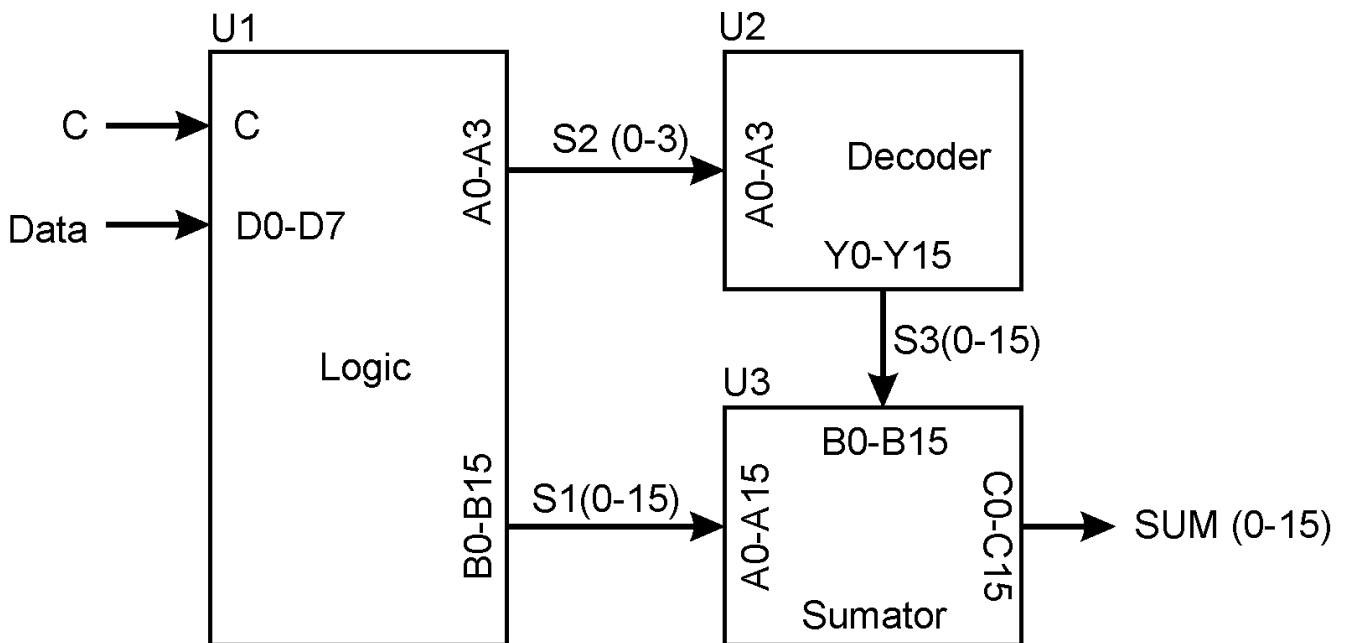 U1
U2
C
C
A0-A3
S2 (0-3)
A0-A3
Decoder
Data
D0-D7
Y0-Y15
S3(0-15)
Logic
U3
B0-B15
B0-B15
S1(0-15)
A0-A15
C0-C15
SUM (0-15)
Sumator